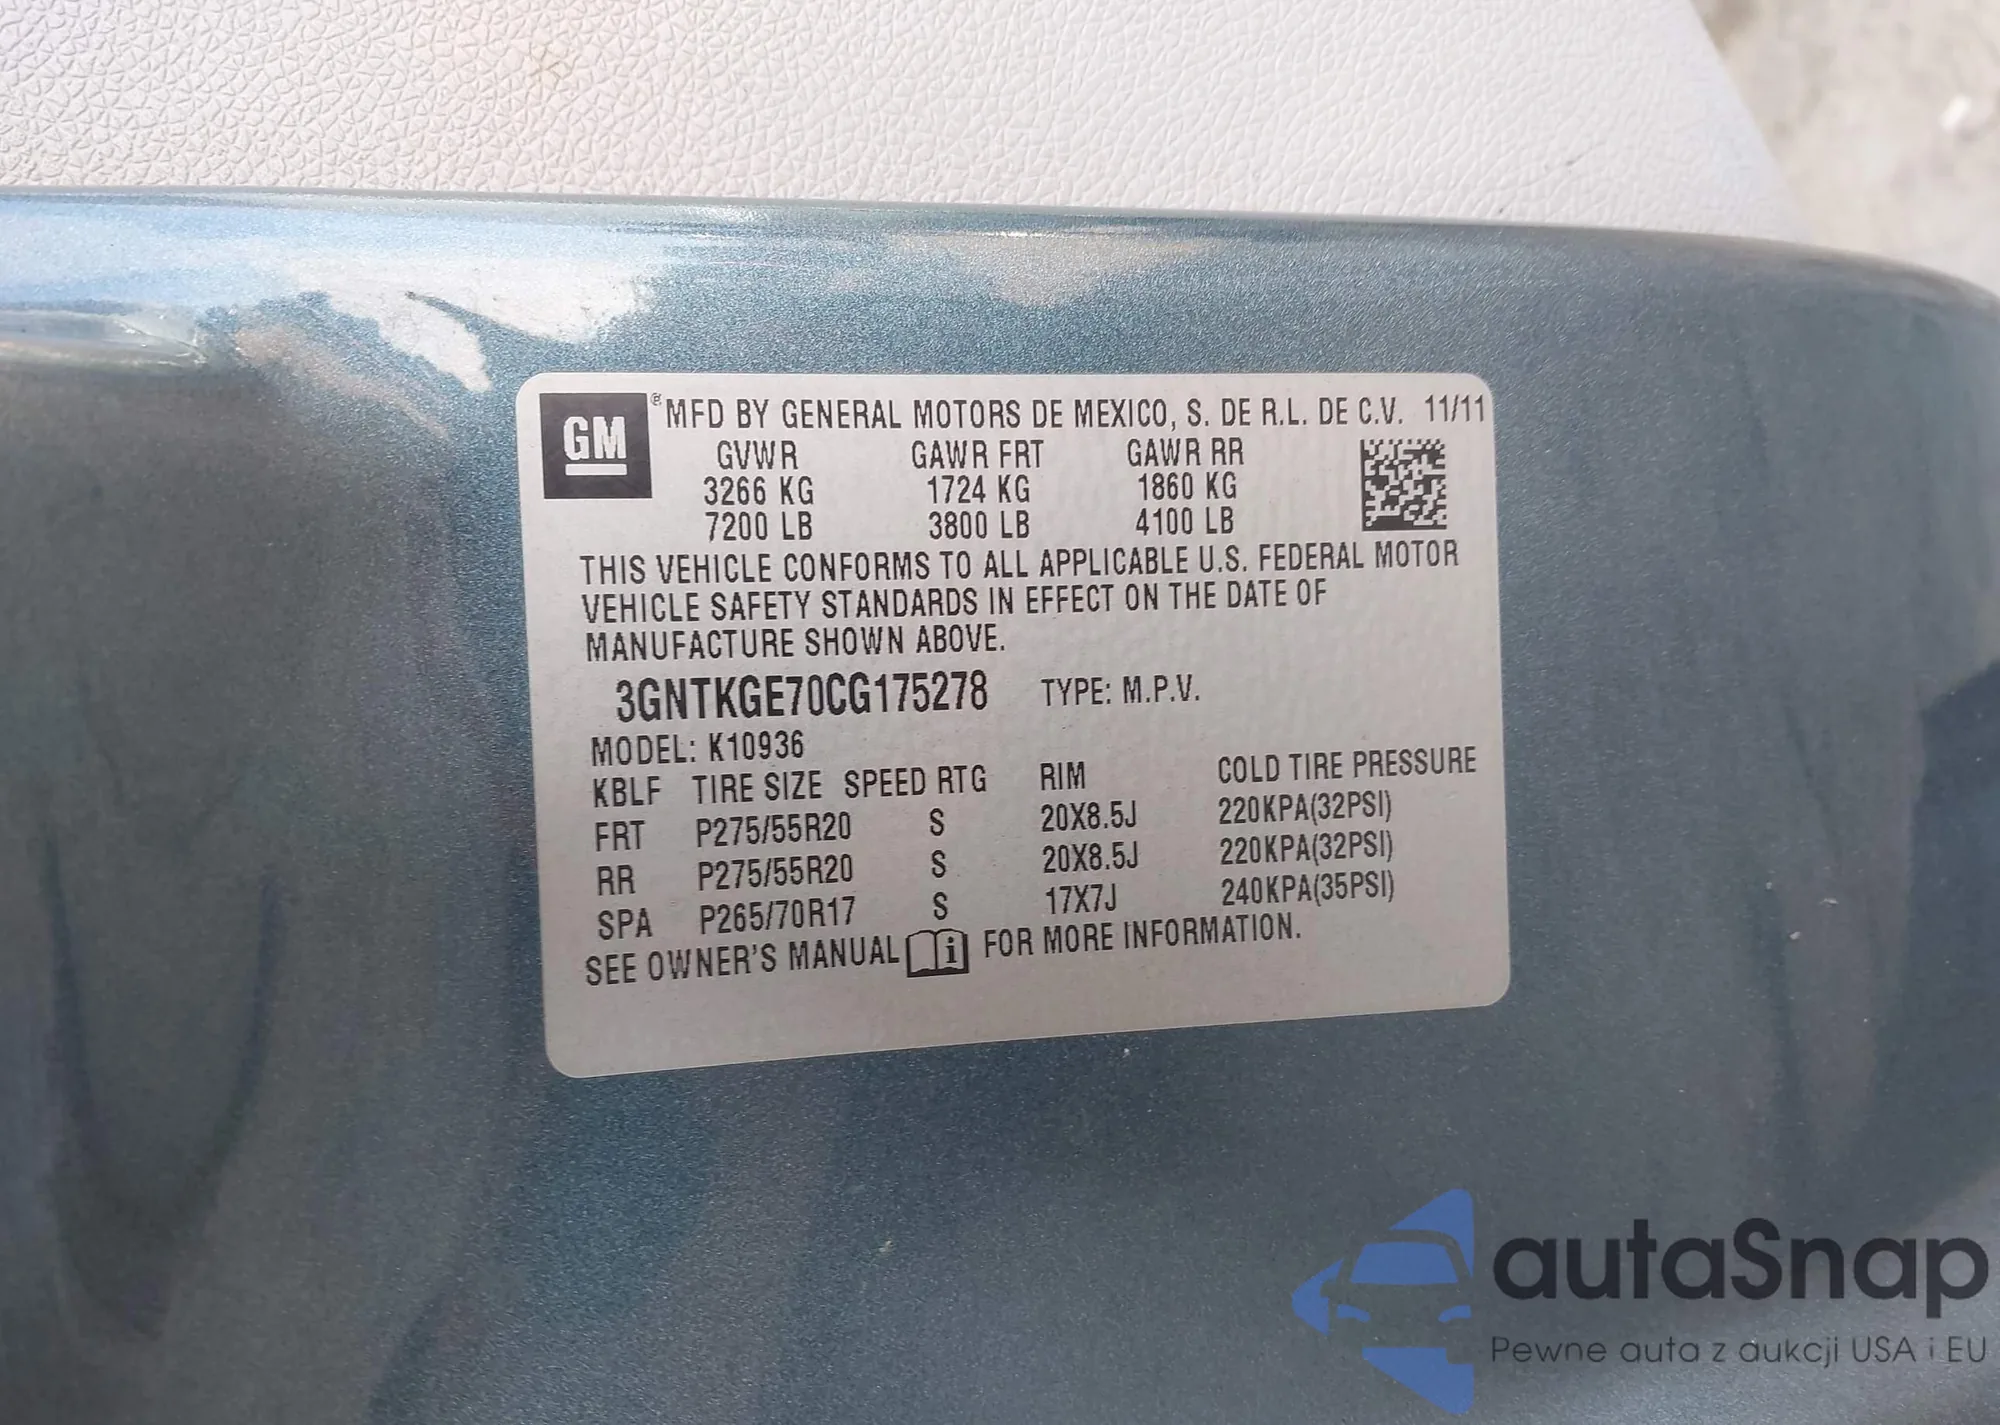 GM ® MFD BY GENERAL MOTORS DE MEXICO, S. DE R.L. DE C.V. 11/11
GVWR GAWR FRT GAWR RR
3266 KG 1724 KG 1860 KG
7200 LB 3800 LB 4100 LB
THIS VEHICLE CONFORMS TO ALL APPLICABLE U.S. FEDERAL MOTOR
VEHICLE SAFETY STANDARDS IN EFFECT ON THE DATE OF
MANUFACTURE SHOWN ABOVE.
3GNTKGE70CG175278 TYPE: M.P.V.
MODEL: K10936
KBLF TIRE SIZE SPEED RTG RIM COLD TIRE PRESSURE
FRT P275/55R20 S 20X8.5J 220KPA(32PSI)
RR P275/55R20 S 20X8.5J 220KPA(32PSI)
SPA P265/70R17 S 17X7J 240KPA(35PSI)
SEE OWNER'S MANUAL i FOR MORE INFORMATION.
autaSnap
Pewne auta z aukcji USA i EU